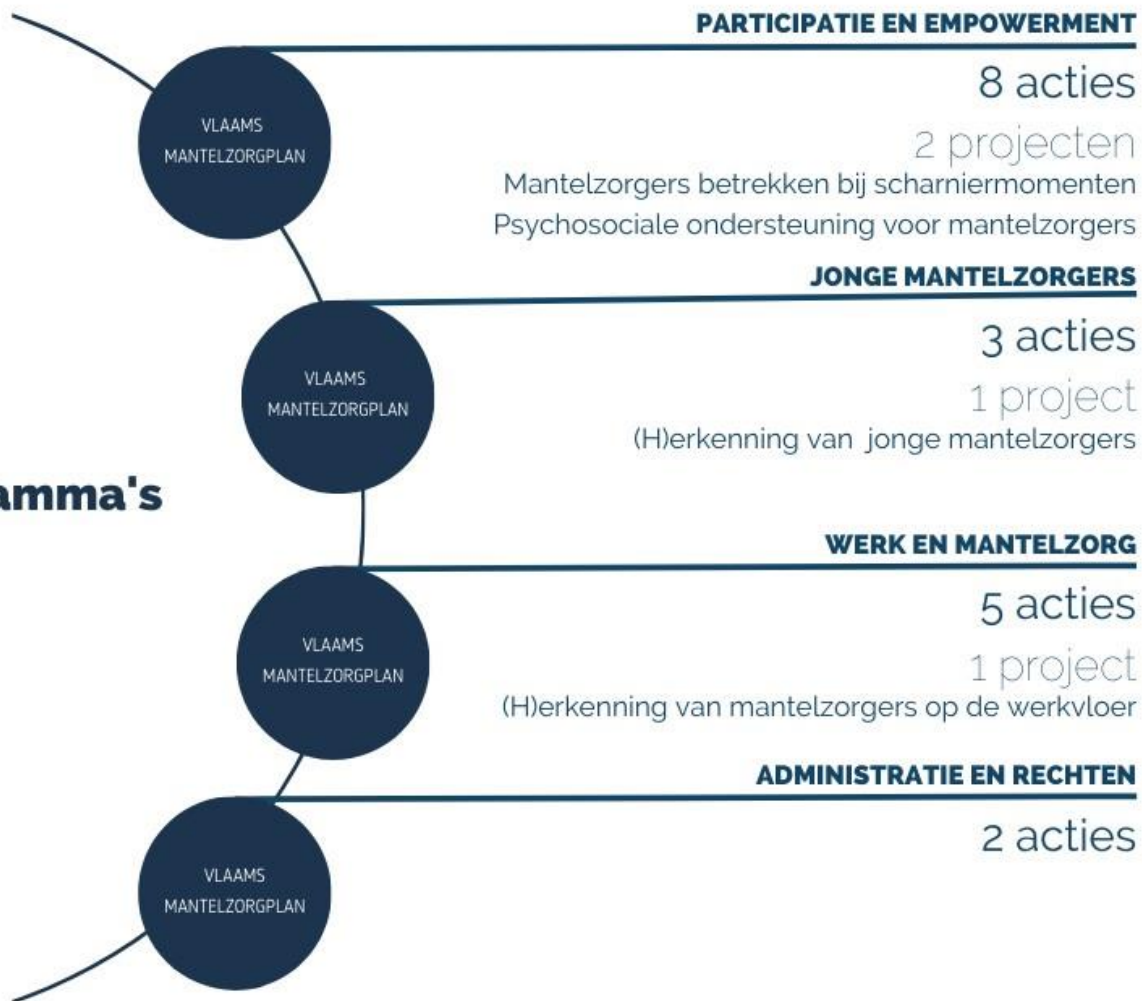 PARTICIPATIE EN EMPOWERMENT
8 acties
2 projecten
Mantelzorgers betrekken bij scharniermomenten
Psychosociale ondersteuning voor mantelzorgers
VLAAMS
MANTELZORGPLAN
JONGE MANTELZORGERS
3 acties
1 project
(H)erkenning van jonge mantelzorgers
VLAAMS
MANTELZORGPLAN
amma's
WERK EN MANTELZORG
5 acties
1 project
(H)erkenning van mantelzorgers op de werkvloer
VLAAMS
MANTELZORGPLAN
ADMINISTRATIE EN RECHTEN
2 acties
VLAAMS
MANTELZORGPLAN